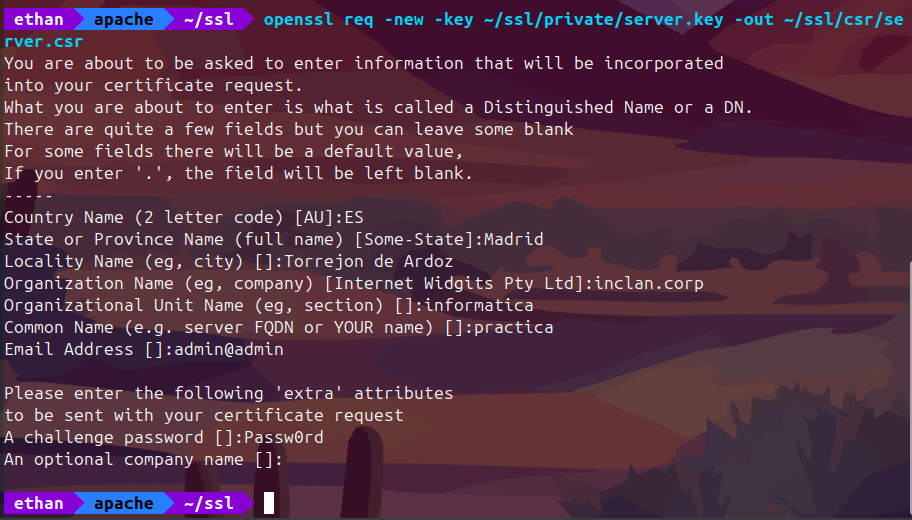 ethan apache ~/ssl openssl req -new -key ~/ssl/private/server.key -out ~/ssl/csr/se
rver.csr
You are about to be asked to enter information that will be incorporated
into your certificate request.
What you are about to enter is what is called a Distinguished Name or a DN.
There are quite a few fields but you can leave some blank
For some fields there will be a default value,
If you enter '.', the field will be left blank.
-----
Country Name (2 letter code) [AU]:ES
State or Province Name (full name) [Some-State]:Madrid
Locality Name (eg, city) []:Torrejon de Ardoz
Organization Name (eg, company) [Internet Widgits Pty Ltd]:inclan.corp
Organizational Unit Name (eg, section) []:informatica
Common Name (e.g. server FQDN or YOUR name) []:practica
Email Address []:admin@admin

Please enter the following 'extra' attributes
to be sent with your certificate request
A challenge password []:Passw0rd
An optional company name []:

ethan apache ~/ssl